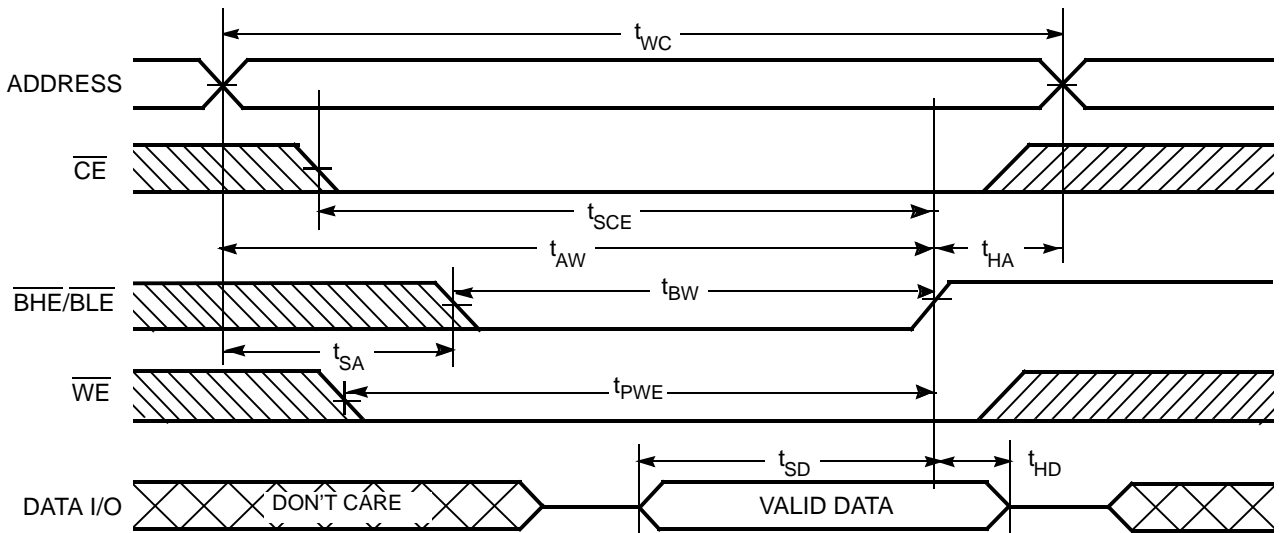 tWC
ADDRESS
CE
tSCE
tAW
tHA
BHE/BLE
tBW
tSA
WE
tPWE
tSD
tHD
DATA I/O
DON'T CARE
VALID DATA